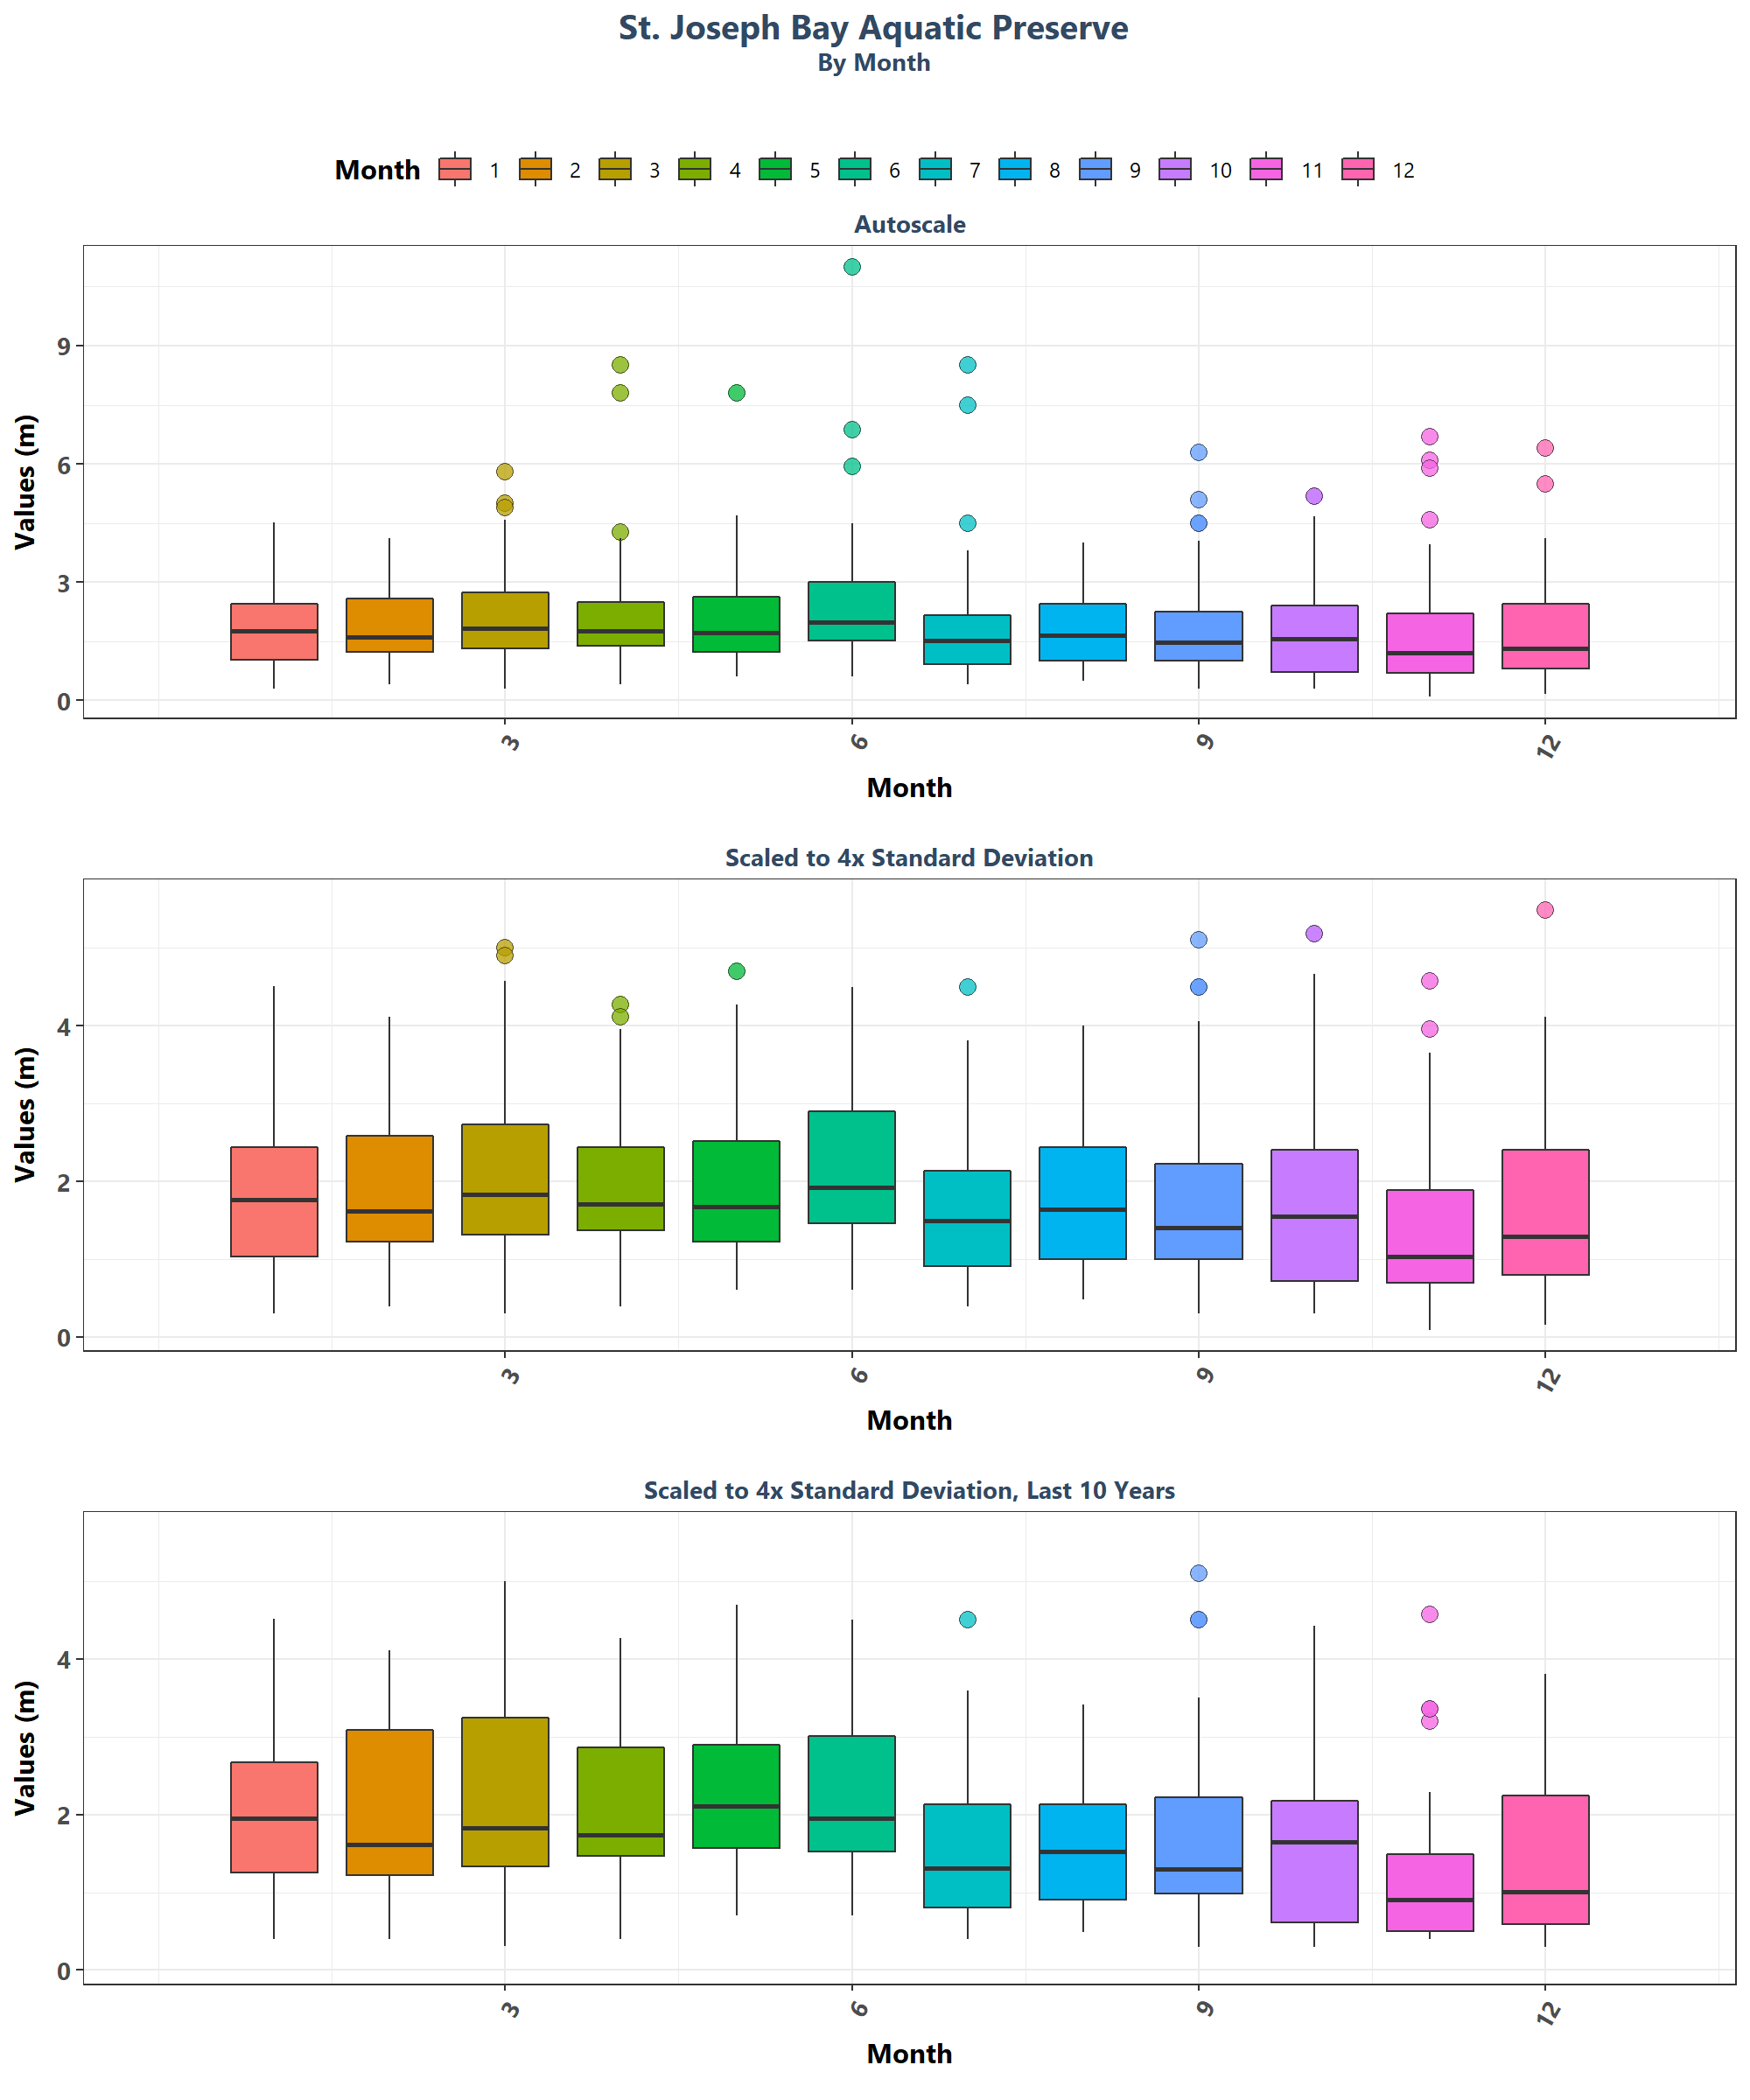 St. Joseph Bay Aquatic Preserve
By Month
Month 1 2 3 4 5 6 7 8 9 10 11 12
Autoscale
Values (m)
9
6
3
0
3 6 9 12
Month
Scaled to 4x Standard Deviation
Values (m)
4
2
0
3 6 9 12
Month
Scaled to 4x Standard Deviation, Last 10 Years
Values (m)
4
2
0
3 6 9 12
Month